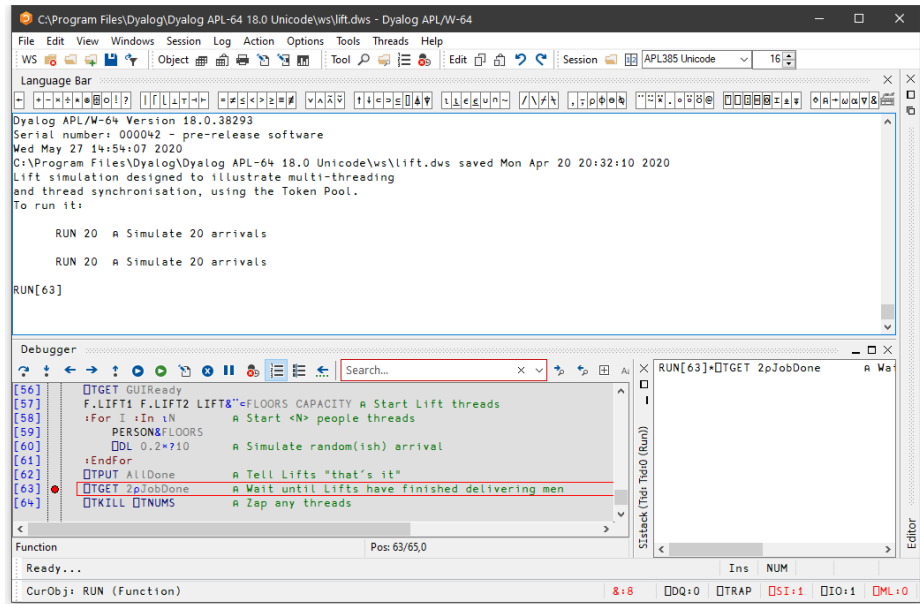 C:\Program Files\Dyalog\Dyalog APL-64 18.0 Unicode\ws\lift.dws - Dyalog APL/W-64
File Edit View Windows Session Log Action Options Tools Threads Help
WS Object Tool Edit Session APL385 Unicode 16
Language Bar
← + - × ÷ * ⍟ ⌹ ○ ! ? | ⌈ ⌊ ⊥ ⊤ ⊣ ⊢ = ≠ ≤ < > ≥ ≡ ≢ ∨ ∧ ⍲ ⍱ ↑ ↓ ⊂ ⊃ ⊆ ⌷ ⍋ ⍒ ⍳ ⍸ ∊ ⍷ ∪ ∩ ~ / \ ⌿ ⍀ , ⍪ ⍴ ⌽ ⊖ ⍉ ¨ ⍨ ⍣ . ∘ ⍤ ⍥ @
Dyalog APL/W-64 Version 18.0.38293
Serial number: 000042 - pre-release software
Wed May 27 14:54:07 2020
C:\Program Files\Dyalog\Dyalog APL-64 18.0 Unicode\ws\lift.dws saved Mon Apr 20 20:32:10 2020
Lift simulation designed to illustrate multi-threading
and thread synchronisation, using the Token Pool.
To run it:
RUN 20 ⍝ Simulate 20 arrivals
RUN 20 ⍝ Simulate 20 arrivals
RUN[63]
Debugger
Search...
[56] ⎕TGET GUIReady
[57] F.LIFT1 F.LIFT2 LIFT&¨⊂FLOORS CAPACITY ⍝ Start Lift threads
[58] :For I :In ⍳N ⍝ Start <N> people threads
[59] PERSON&FLOORS
[60] ⎕DL 0.2×?10 ⍝ Simulate random(ish) arrival
[61] :EndFor
[62] ⎕TPUT AllDone ⍝ Tell Lifts "that's it"
[63] ⎕TGET 2⍴JobDone ⍝ Wait until Lifts have finished delivering men
[64] ⎕TKILL ⎕TNUMS ⍝ Zap any threads
Function Pos: 63/65,0
SIstack (Tid: Tid:0 (Run))
RUN[63]*⎕TGET 2⍴JobDone ⍝ Wai
Editor
Ready... Ins NUM
CurObj: RUN (Function) &:8 ⎕DQ:0 ⎕TRAP ⎕SI:1 ⎕IO:1 ⎕ML:0